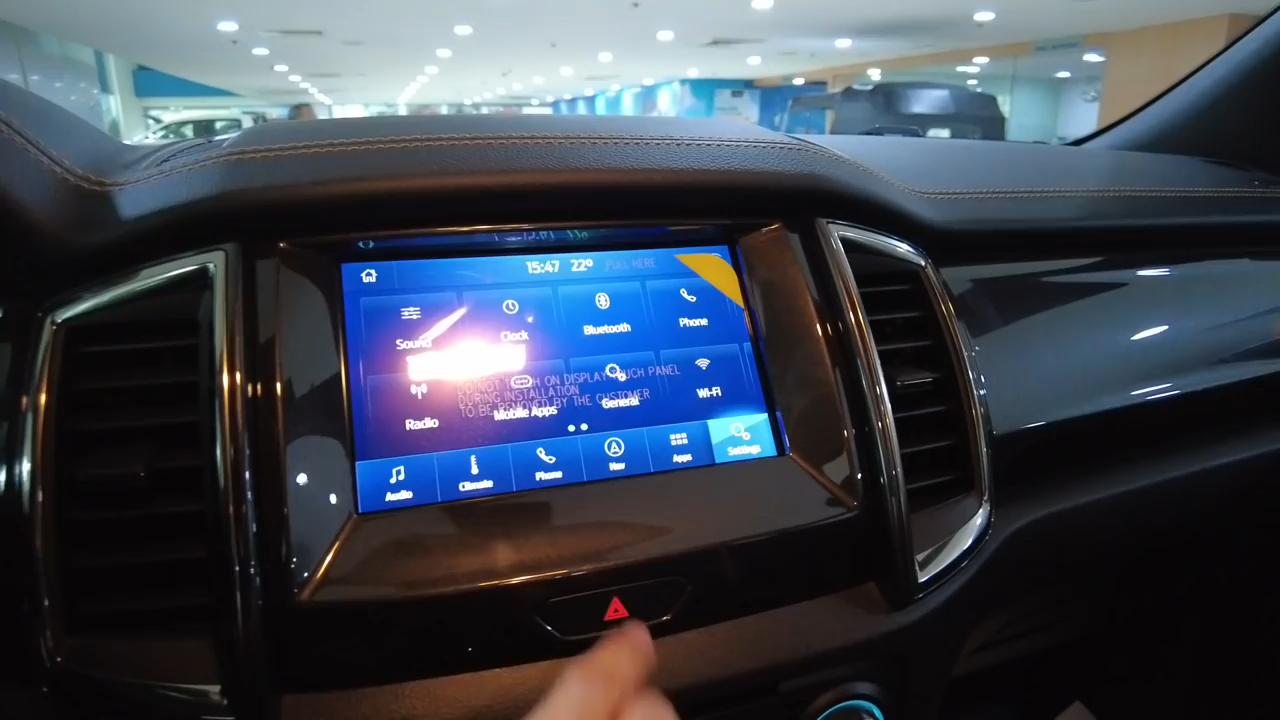 15:47 22° PULL HERE
Sound Clock Bluetooth Phone
DO NOT TOUCH ON DISPLAY TOUCH PANEL
DURING INSTALLATION
TO BE REMOVED BY THE CUSTOMER
Radio Mobile Apps General Wi-Fi
Audio Climate Phone Nav Apps Settings